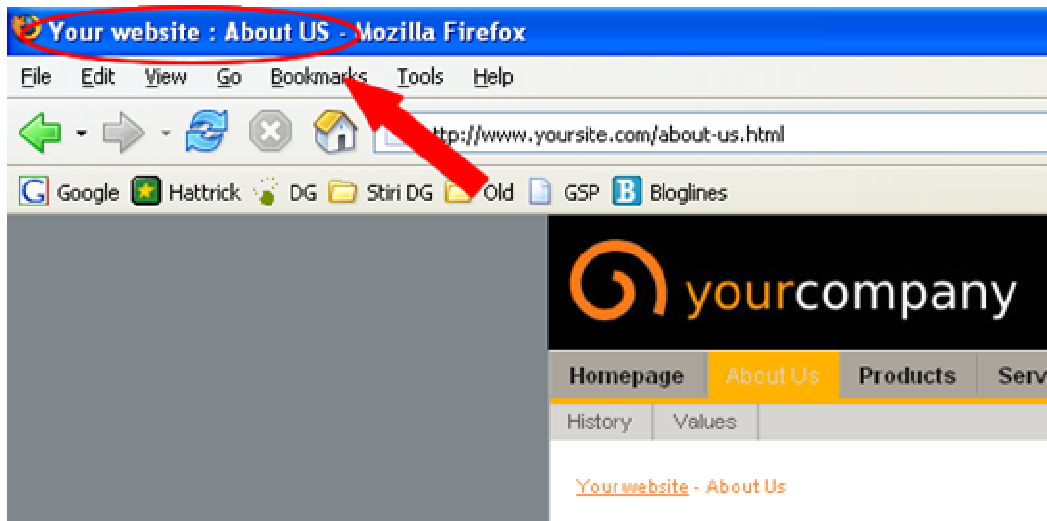 Your website : About US - Mozilla Firefox
File Edit View Go Bookmarks Tools Help
http://www.yoursite.com/about-us.html
Google Hattrick DG Stiri DG Old GSP B Bloglines
yourcompany
Homepage About Us Products
History Values
Your website - About Us